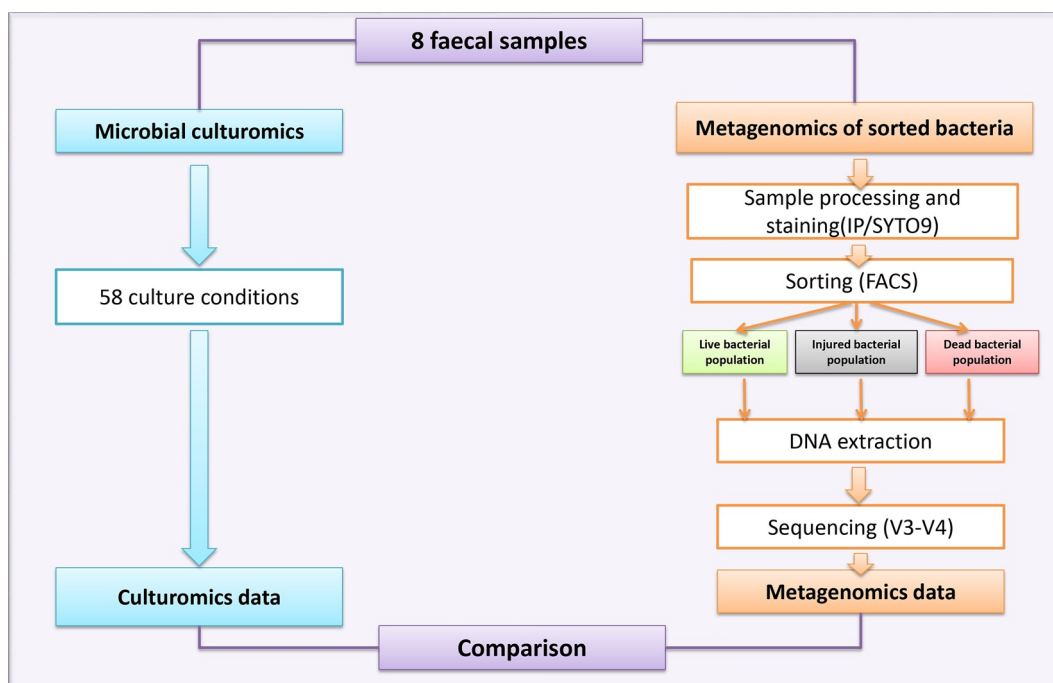 8 faecal samples
Microbial culturomics
58 culture conditions
Culturomics data
Metagenomics of sorted bacteria
Sample processing and
staining(IP/SYTO9)
Sorting (FACS)
Live bacterial
population
Injured bacterial
population
Dead bacterial
population
DNA extraction
Sequencing (V3-V4)
Metagenomics data
Comparison